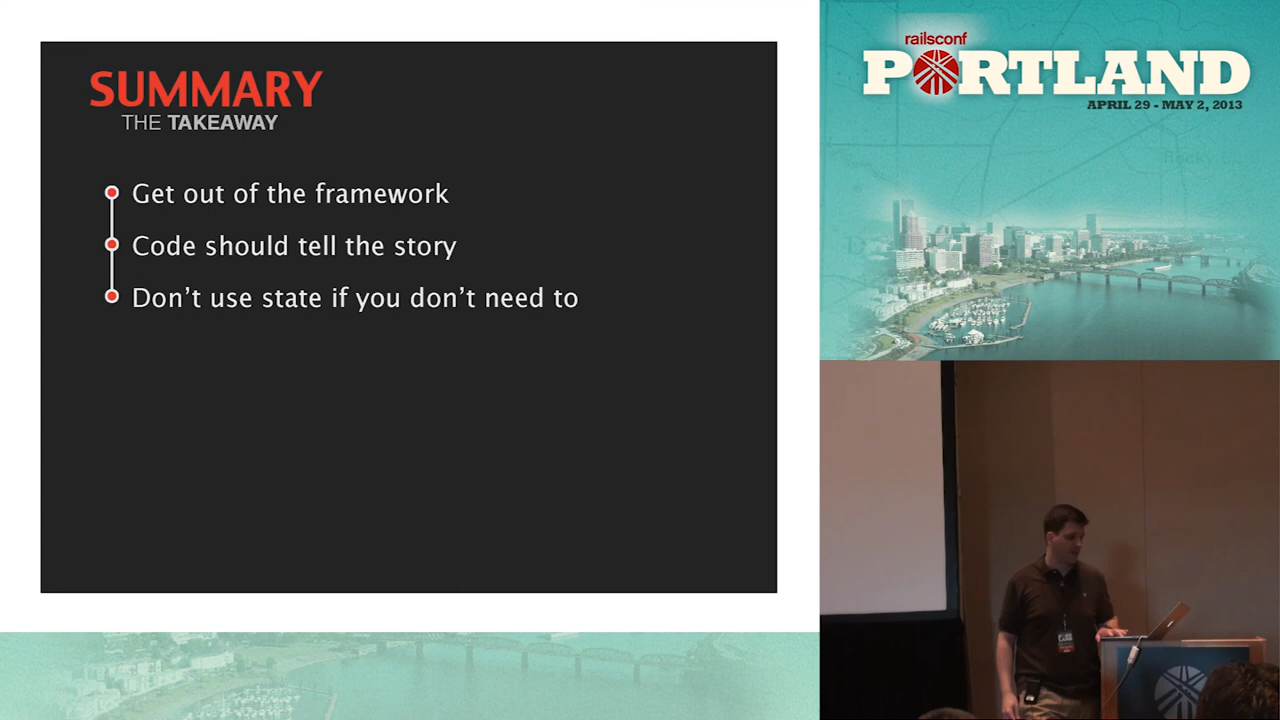 SUMMARY
THE TAKEAWAY
Get out of the framework
Code should tell the story
Don’t use state if you don’t need to
railsconf
PORTLAND
APRIL 29 - MAY 2, 2013